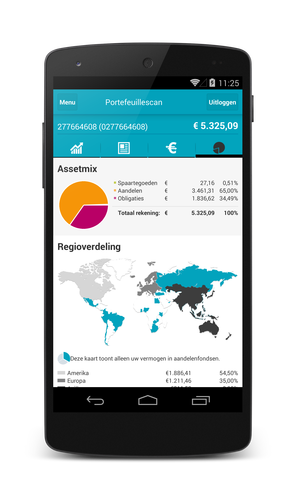 11:25
Menu Portefeuillescan Uitloggen
277664608 (0277664608) € 5.325,09
Assetmix
Spaartegoeden € 27,16 0,51%
Aandelen € 3.461,31 65,00%
Obligaties € 1.836,62 34,49%
Totaal rekening: € 5.325,09 100%
Regioverdeling
Deze kaart toont alleen uw vermogen in aandelenfondsen.
Amerika €1.886,41 54,50%
Europa €1.211,46 35,00%